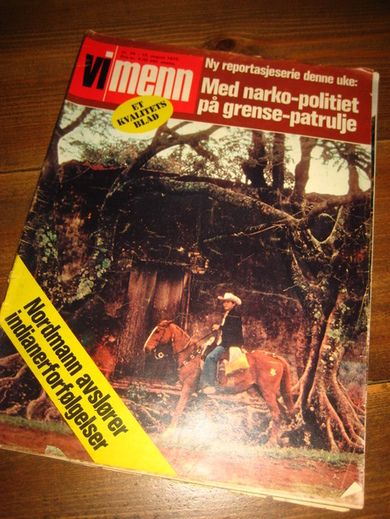 vi menn
Ny reportasjeserie denne uke:
Med narko-politiet
på grense-patrulje
ET
KVALITETS
BLAD
Nordmann avslører
indianerforfølgelser